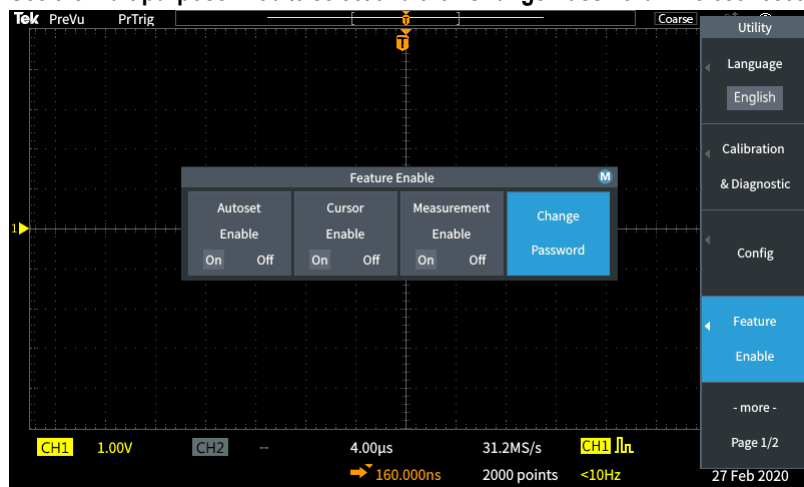 Tek PreVu PrTrig Coarse
Utility
Language
English
Calibration
& Diagnostic
Config
Feature
Enable
- more -
Page 1/2
Feature Enable M
Autoset
Enable
On Off
Cursor
Enable
On Off
Measurement
Enable
On Off
Change
Password
1
CH1 1.00V CH2 -- 4.00μs 31.2MS/s CH1
160.000ns 2000 points <10Hz 27 Feb 2020